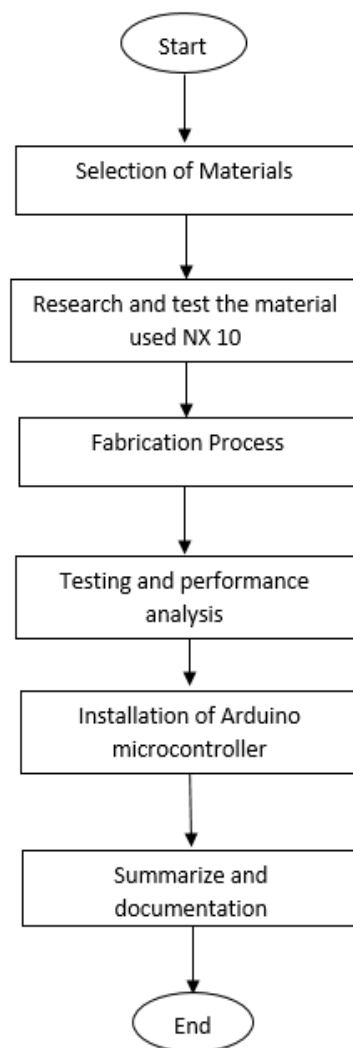 Start
Selection of Materials
Research and test the material
used NX 10
Fabrication Process
Testing and performance
analysis
Installation of Arduino
microcontroller
Summarize and
documentation
End